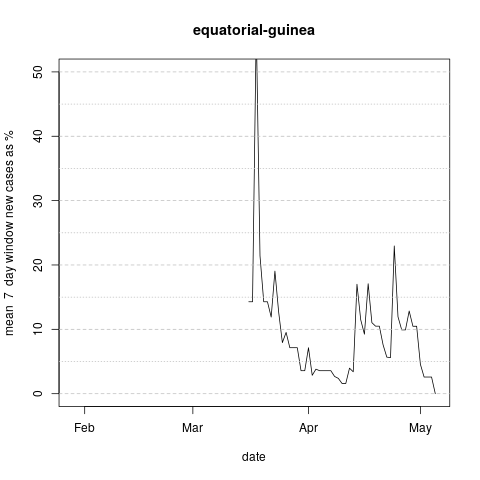 equatorial-guinea
mean  7  day window new cases as %
50
40
30
20
10
0
Feb
Mar
Apr
May
date